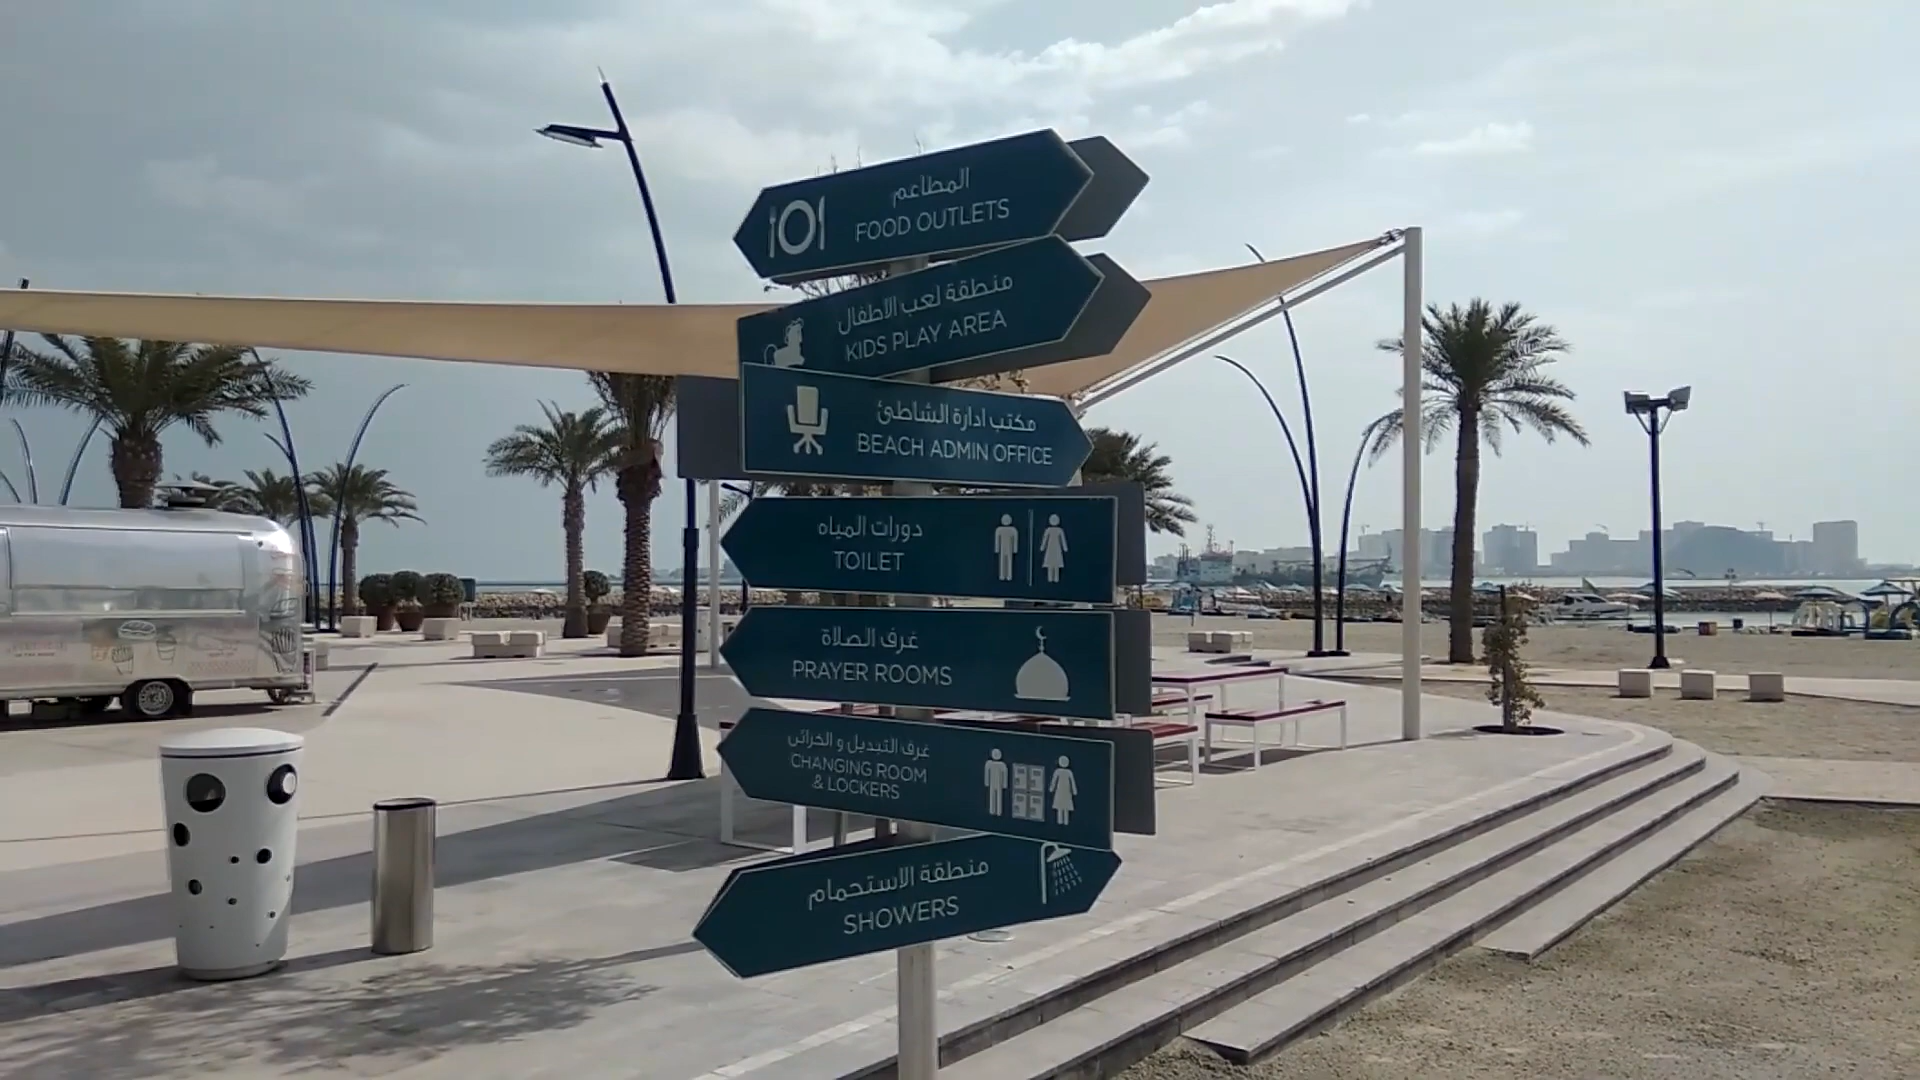 المطاعم
FOOD OUTLETS
منطقة لعب الأطفال
KIDS PLAY AREA
مكتب ادارة الشاطئ
BEACH ADMIN OFFICE
دورات المياه
TOILET
غرف الصلاة
PRAYER ROOMS
غرف التبديل و الخزائن
CHANGING ROOM
& LOCKERS
منطقة الاستحمام
SHOWERS